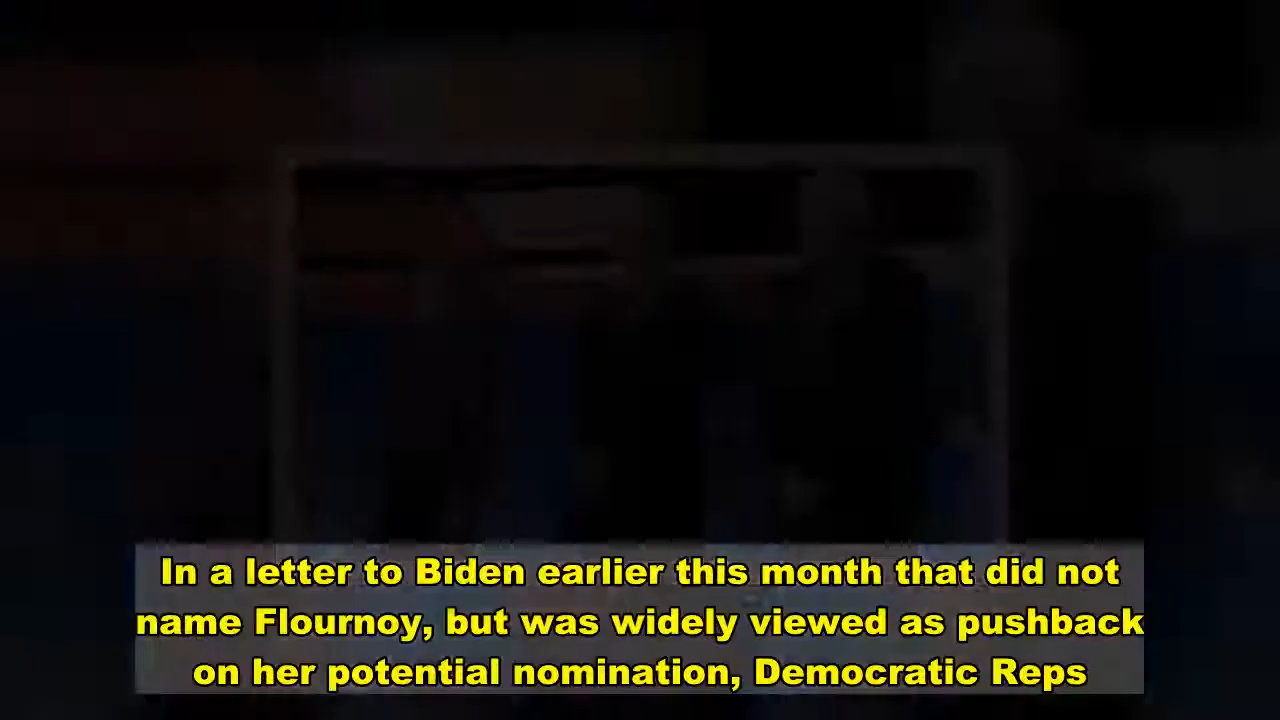 In a letter to Biden earlier this month that did not
name Flournoy, but was widely viewed as pushback
on her potential nomination, Democratic Reps